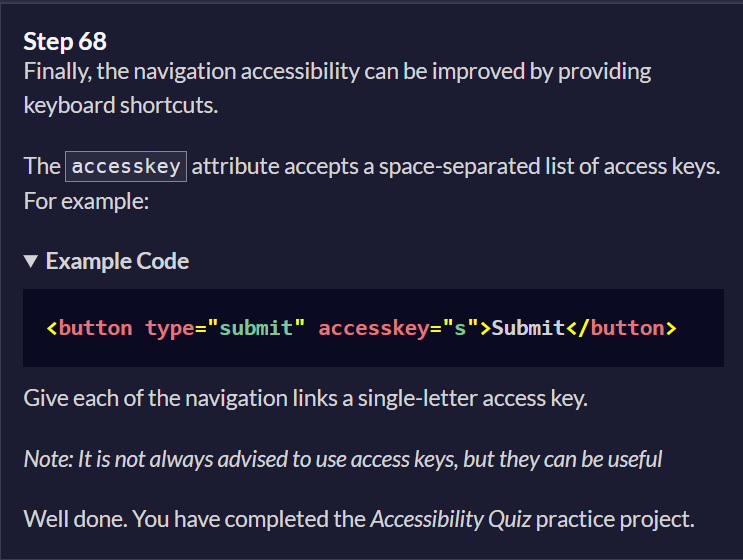 Step 68
Finally, the navigation accessibility can be improved by providing
keyboard shortcuts.
The accesskey attribute accepts a space-separated list of access keys.
For example:
▼ Example Code
<button type="submit" accesskey="s">Submit</button>
Give each of the navigation links a single-letter access key.
Note: It is not always advised to use access keys, but they can be useful
Well done. You have completed the Accessibility Quiz practice project.